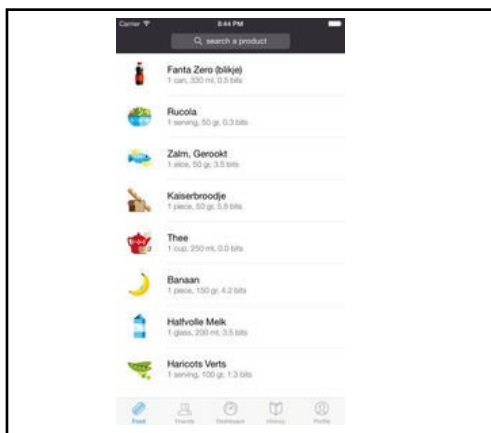 Carrier 8:44 PM
search a product
Fanta Zero (blikje)
1 can, 330 ml, 0.5 bits
Rucola
1 serving, 50 gr, 0.3 bits
Zalm, Gerookt
1 slice, 50 gr, 3.5 bits
Kaiserbroodje
1 piece, 50 gr, 5.8 bits
Thee
1 cup, 250 ml, 0.0 bits
Banaan
1 piece, 150 gr, 4.2 bits
Halfvolle Melk
1 glass, 200 ml, 3.5 bits
Haricots Verts
1 serving, 100 gr, 1.3 bits
Food Friends Dashboard History Profile